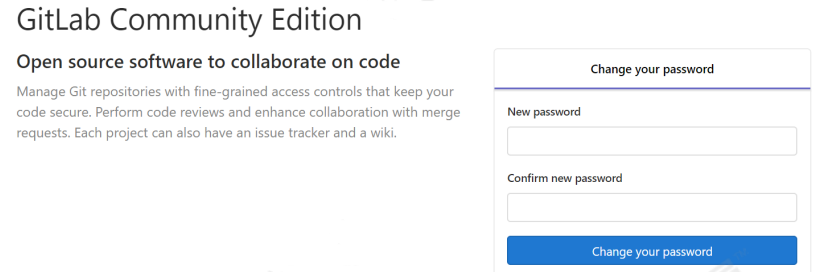 GitLab Community Edition
Open source software to collaborate on code
Manage Git repositories with fine-grained access controls that keep your
code secure. Perform code reviews and enhance collaboration with merge
requests. Each project can also have an issue tracker and a wiki.
Change your password
New password
Confirm new password
Change your password